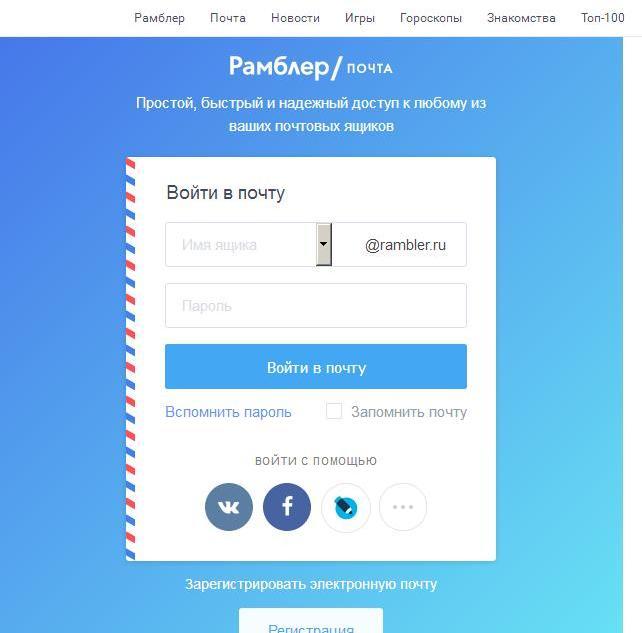 Рамблер Почта Новости Игры Гороскопы Знакомства Топ-100
Рамблер/ ПОЧТА
Простой, быстрый и надежный доступ к любому из
ваших почтовых ящиков
Войти в почту
Имя ящика @rambler.ru
Пароль
Войти в почту
Вспомнить пароль Запомнить почту
ВОЙТИ С ПОМОЩЬЮ
Зарегистрировать электронную почту
Регистрация